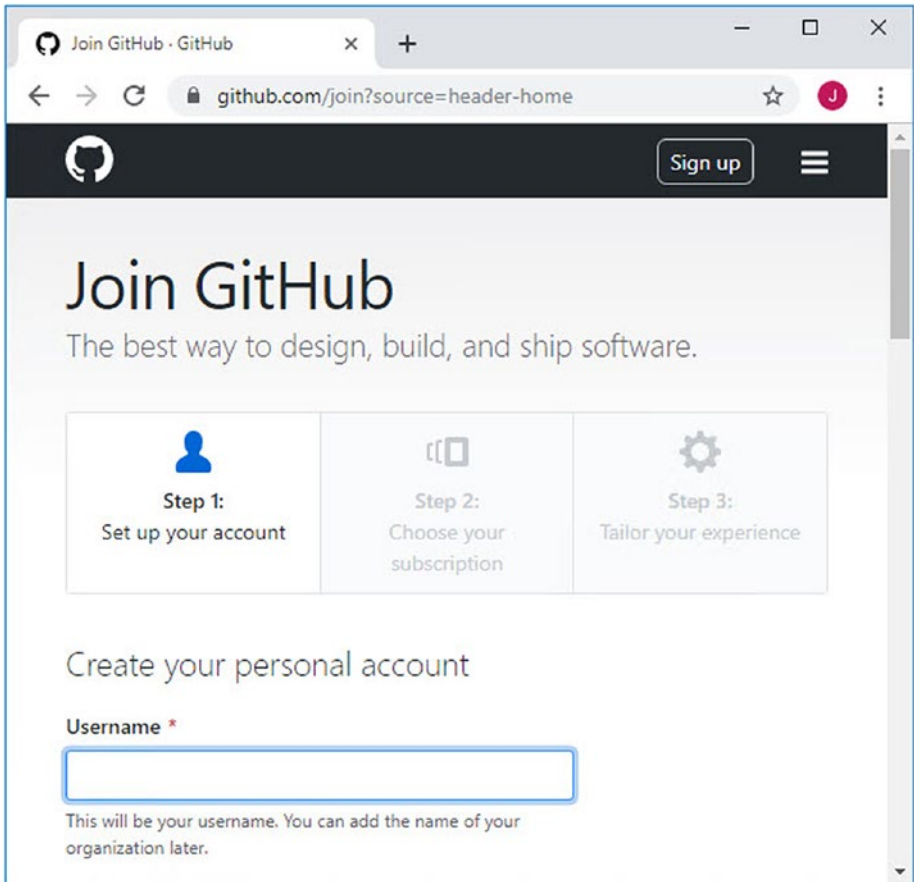 Join GitHub · GitHub
github.com/join?source=header-home
J
Sign up
Join GitHub
The best way to design, build, and ship software.
Step 1:
Set up your account
Step 2:
Choose your
subscription
Step 3:
Tailor your experience
Create your personal account
Username *
This will be your username. You can add the name of your
organization later.